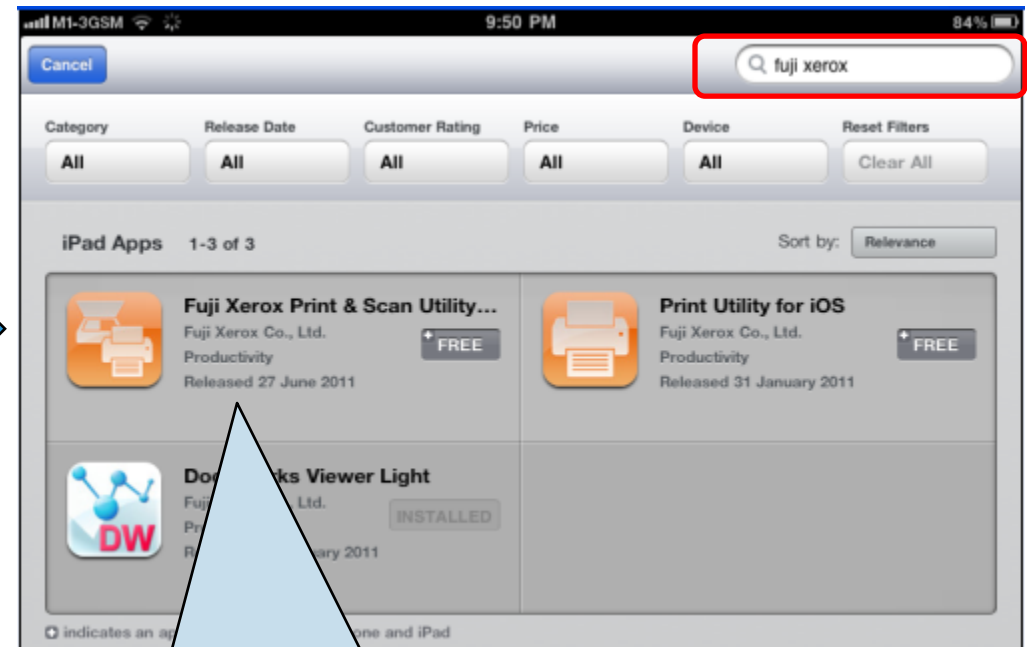 M1-3GSM 9:50 PM 84%
Cancel fuji xerox
Category Release Date Customer Rating Price Device Reset Filters
All All All All All Clear All
iPad Apps 1-3 of 3 Sort by: Relevance
Fuji Xerox Print & Scan Utility...
Fuji Xerox Co., Ltd.
FREE
Productivity
Released 27 June 2011
Print Utility for iOS
Fuji Xerox Co., Ltd.
FREE
Productivity
Released 31 January 2011
Viewer Light
Ltd.
INSTALLED
2011
DW
indicates an and iPad